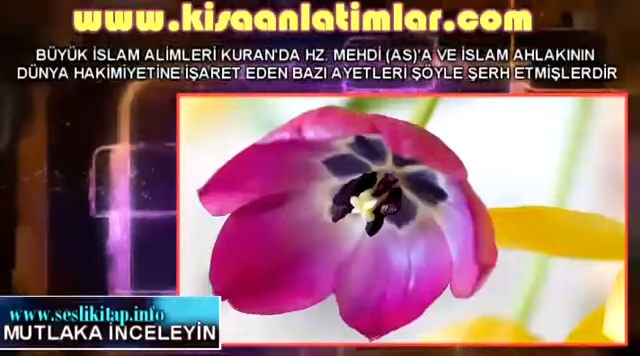 www.kisaanlatimlar.com
BÜYÜK İSLAM ALİMLERİ KURAN'DA HZ. MEHDİ (AS)'A VE İSLAM AHLAKININ
DÜNYA HAKİMİYETİNE İŞARET EDEN BAZI AYETLERİ ŞÖYLE ŞERH ETMİŞLERDİR
www.seslikitap.info
MUTLAKA İNCELEYİN